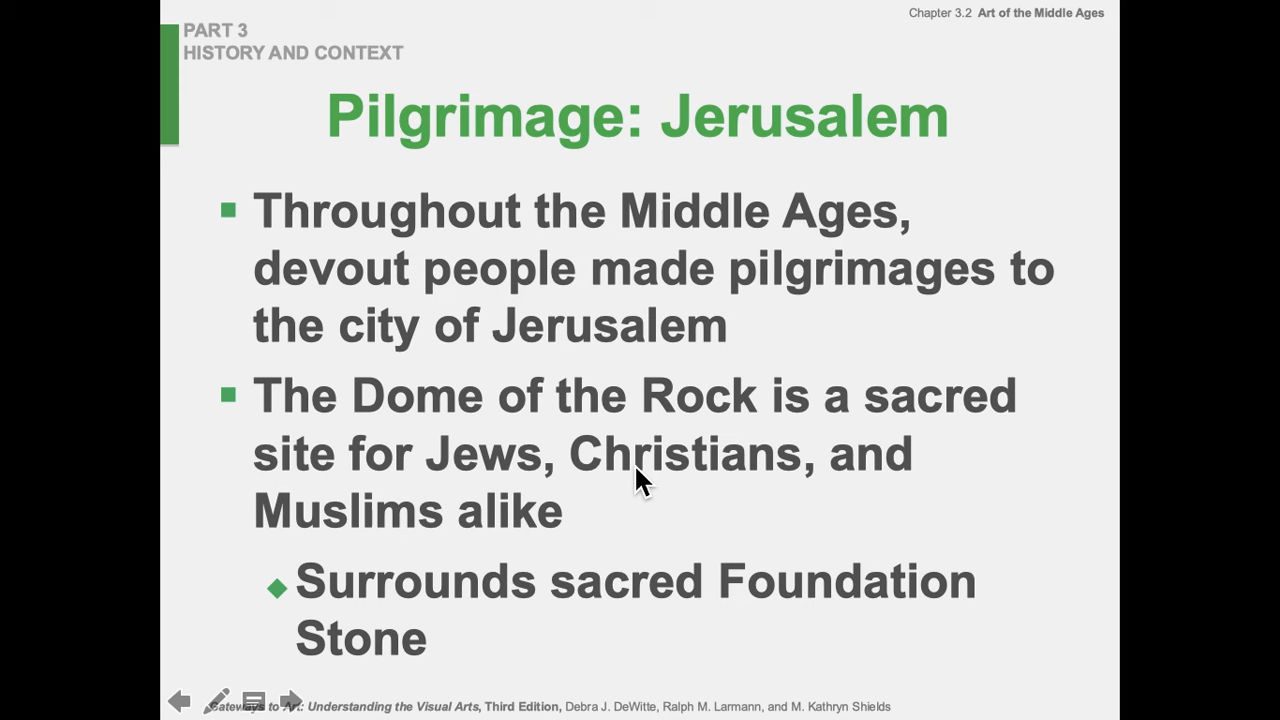 Chapter 3.2 Art of the Middle Ages
PART 3
HISTORY AND CONTEXT
Pilgrimage: Jerusalem
Throughout the Middle Ages,
devout people made pilgrimages to
the city of Jerusalem
The Dome of the Rock is a sacred
site for Jews, Christians, and
Muslims alike
Surrounds sacred Foundation
Stone
Gateways to Art: Understanding the Visual Arts, Third Edition, Debra J. DeWitte, Ralph M. Larmann, and M. Kathryn Shields